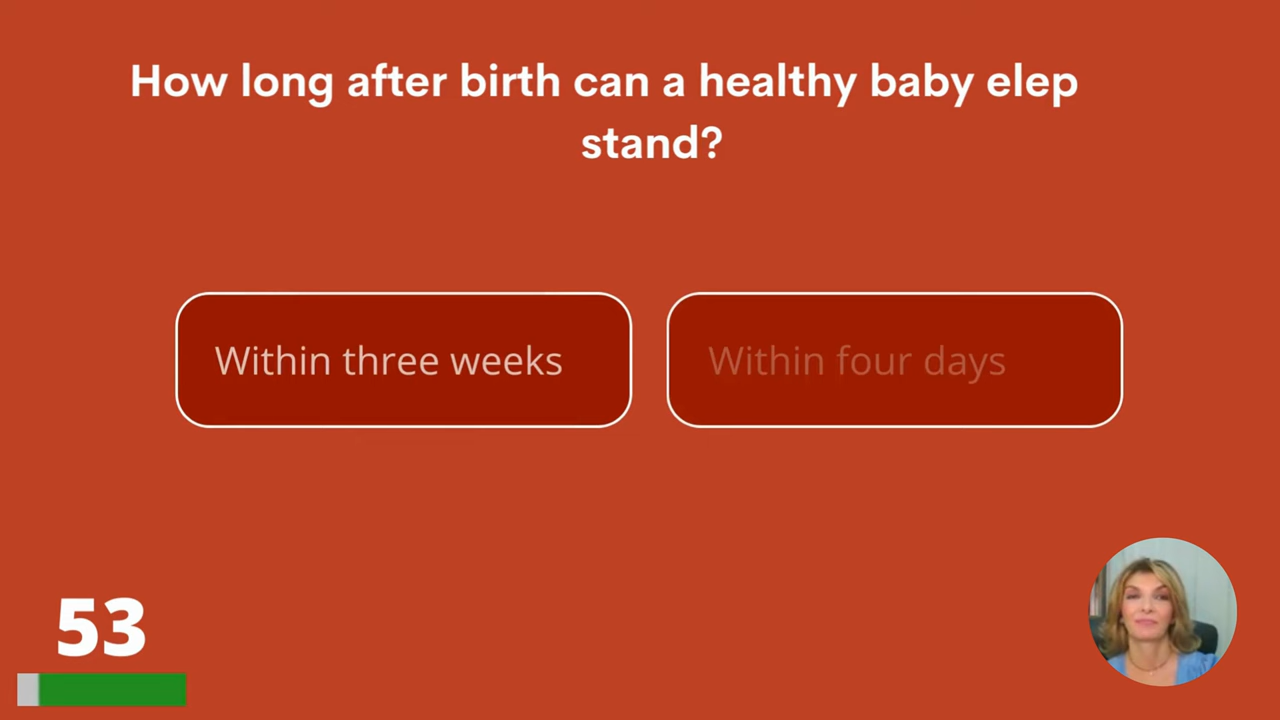 How long after birth can a healthy baby elep
stand?
Within three weeks
Within four days
53